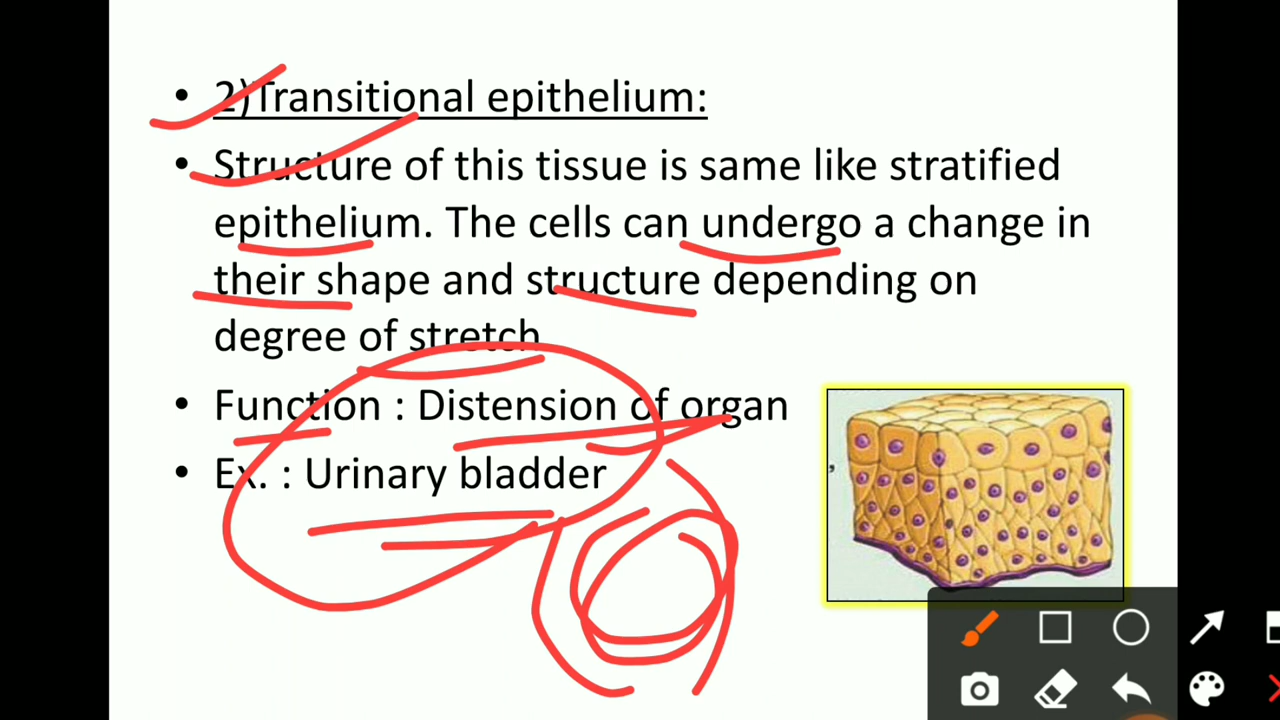 • 2)Transitional epithelium:
• Structure of this tissue is same like stratified
epithelium. The cells can undergo a change in
their shape and structure depending on
degree of stretch
• Function : Distension of organ
• Ex. : Urinary bladder
,